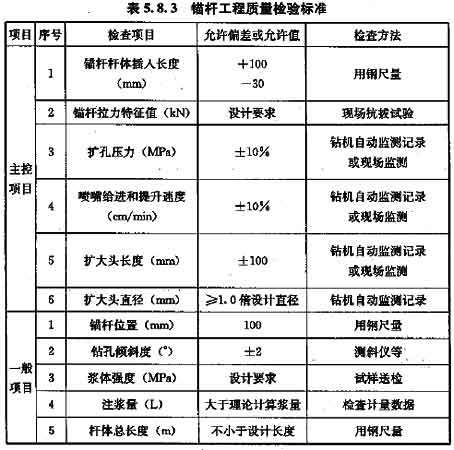 表 5.8.3 锚杆工程质量检验标准
项目 序号 检查项目 允许偏差或允许值 检查方法
主控项目
1 锚杆杆体插入长度(mm) +100 -30 用钢尺量
2 锚杆拉力特征值(kN) 设计要求 现场抗拔试验
3 扩孔压力(MPa) ±10% 钻机自动监测记录或现场监测
4 喷嘴给进和提升速度(cm/min) ±10% 钻机自动监测记录或现场监测
5 扩大头长度(mm) ±100 钻机自动监测记录或现场监测
6 扩大头直径(mm) ≥1.0倍设计直径 钻机自动监测记录
一般项目
1 锚杆位置(mm) 100 用钢尺量
2 钻孔倾斜度(°) ±2 测斜仪等
3 浆体强度(MPa) 设计要求 试样送检
4 注浆量(L) 大于理论计算浆量 检查计量数据
5 杆体总长度(m) 不小于设计长度 用钢尺量